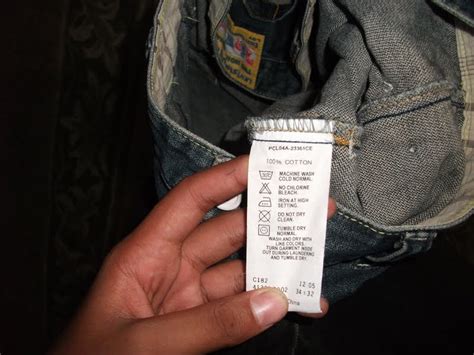 100% COTTON
MACHINE WASH
COLD NORMAL
NO CHLORINE
BLEACH.
IRON AT HIGH
SETTING
DO NOT DRY
CLEAN
TUMBLE DRY
NORMAL.
WASH AND DRY WITH
LIKE COLORS.
TURN GARMENT INSIDE
OUT DURING LAUNDERING
AND TUMBLE DRY.
C182 12 05
34 32
China